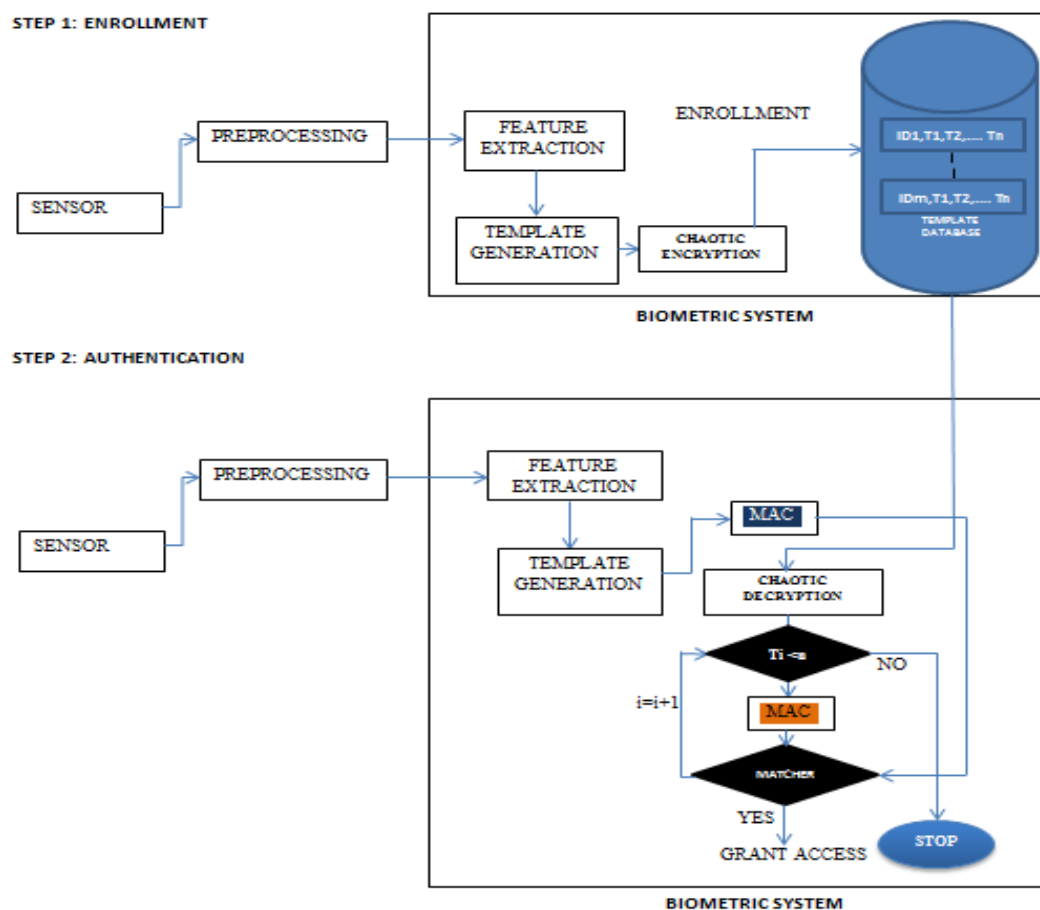 STEP 1: ENROLLMENT
PREPROCESSING
SENSOR
FEATURE
EXTRACTION
TEMPLATE
GENERATION
CHAOTIC
ENCRYPTION
ENROLLMENT
ID1,T1,T2,..... Tn
IDm,T1,T2,..... Tn
TEMPLATE
DATABASE
BIOMETRIC SYSTEM
STEP 2: AUTHENTICATION
PREPROCESSING
SENSOR
FEATURE
EXTRACTION
TEMPLATE
GENERATION
MAC
CHAOTIC
DECRYPTION
Ti <n
NO
i=i+1
MAC
MATCHER
YES
GRANT ACCESS
STOP
BIOMETRIC SYSTEM